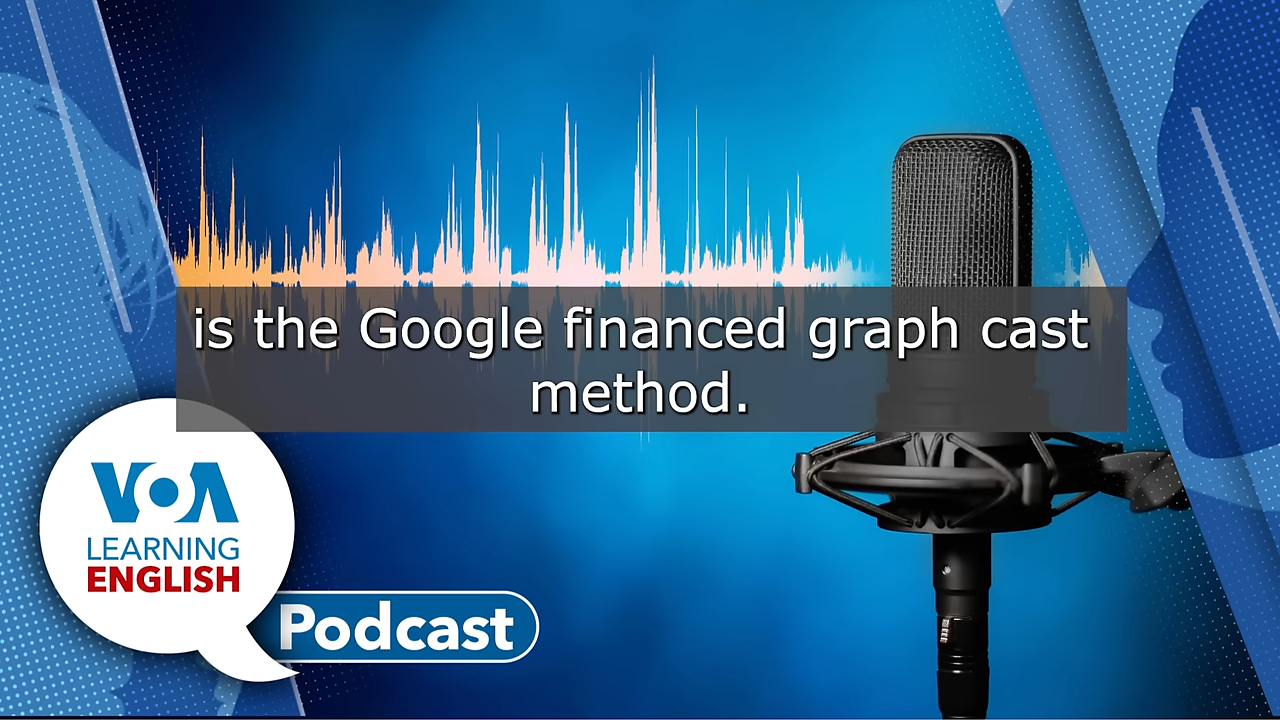 is the Google financed graph cast
method.
VOA
LEARNING
ENGLISH
Podcast